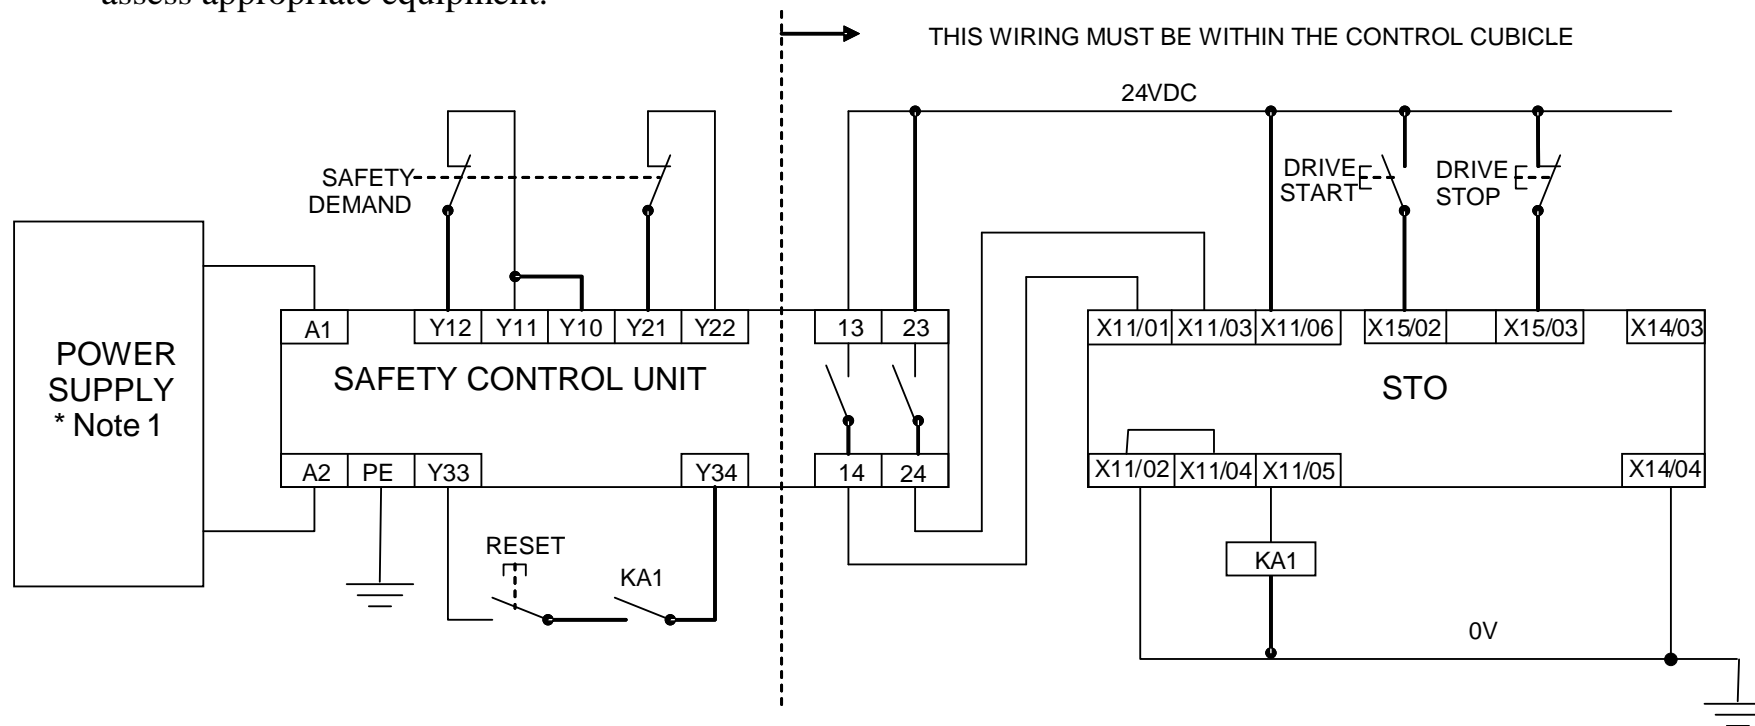 assess appropriate equipment.
THIS WIRING MUST BE WITHIN THE CONTROL CUBICLE
24VDC
SAFETY
DEMAND
DRIVE
START
DRIVE
STOP
POWER
SUPPLY
* Note 1
A1
Y12
Y11
Y10
Y21
Y22
13
23
X11/01
X11/03
X11/06
X15/02
X15/03
X14/03
SAFETY CONTROL UNIT
STO
A2
PE
Y33
Y34
14
24
X11/02
X11/04
X11/05
X14/04
RESET
KA1
KA1
0V